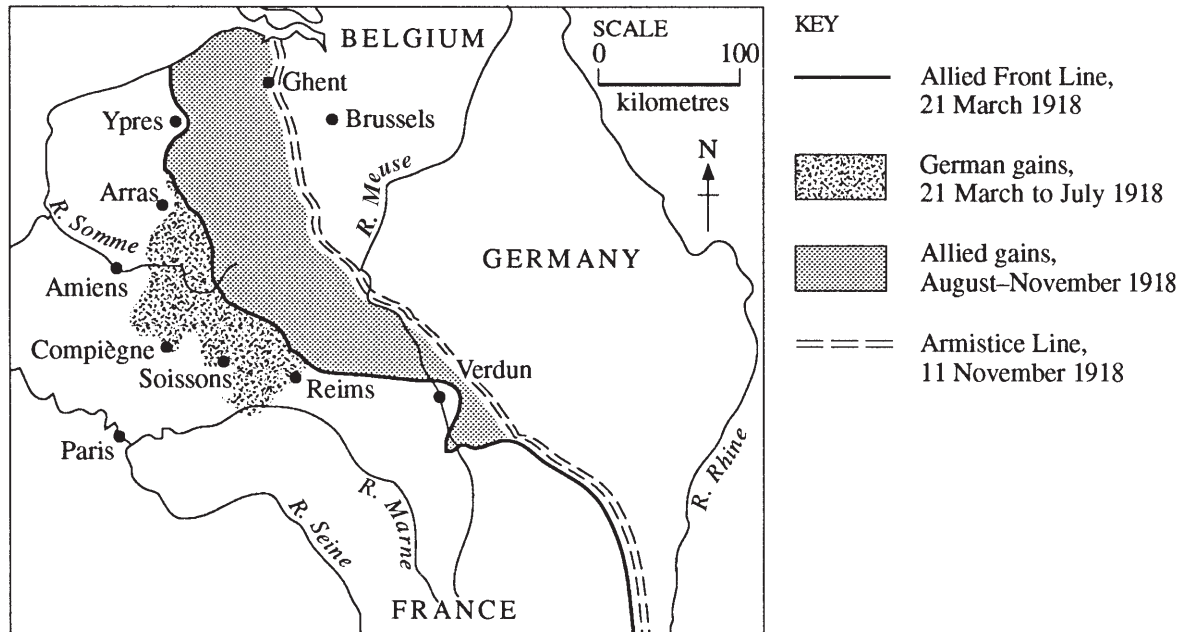 BELGIUM
SCALE
0 100
kilometres
Ghent
Ypres
Brussels
R. Meuse
N
Arras
R. Somme
GERMANY
Amiens
Compiègne
Soissons
Reims
Verdun
Paris
R. Marne
R. Seine
R. Rhine
FRANCE
KEY
Allied Front Line,
21 March 1918
German gains,
21 March to July 1918
Allied gains,
August–November 1918
Armistice Line,
11 November 1918